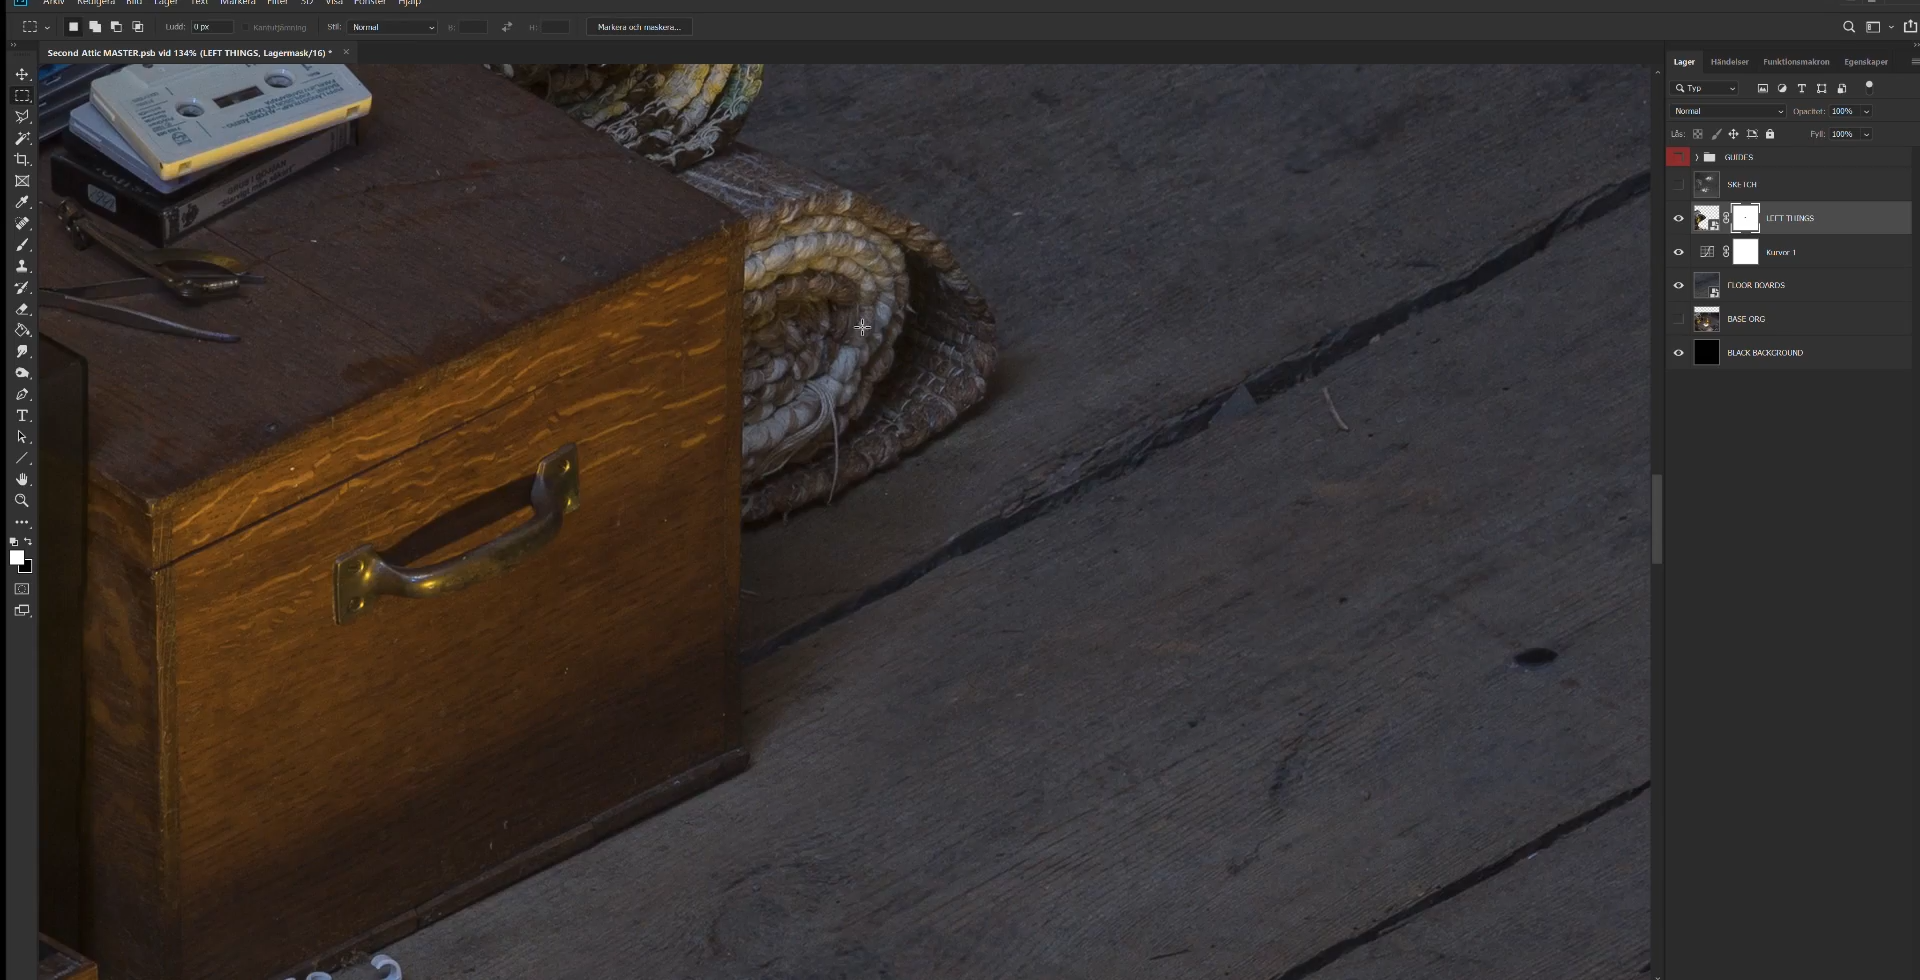 Arkiv Redigera Bild Lager Text Markera Filter 3D Visa Fönster Hjälp
Ludd: 0 px Kantutjämning Stil: Normal B: H: Markera och maskera...
Second Attic MASTER.psb vid 134% (LEFT THINGS, Lagermask/16) *
Lager Händelser Funktionsmakron Egenskaper
Typ
Normal Opacitet: 100%
Lås: Fyll: 100%
GUIDES
SKETCH
LEFT THINGS
Kurvor 1
FLOOR BOARDS
BASE ORG
BLACK BACKGROUND